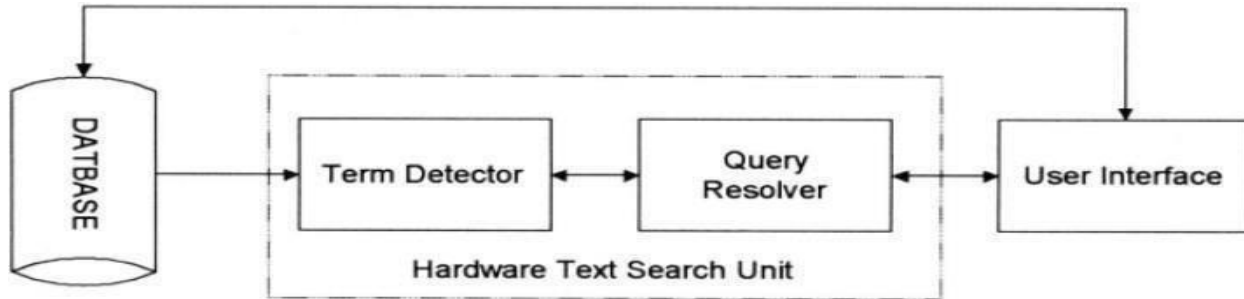 DATBASE
Term Detector
Query
Resolver
User Interface
Hardware Text Search Unit